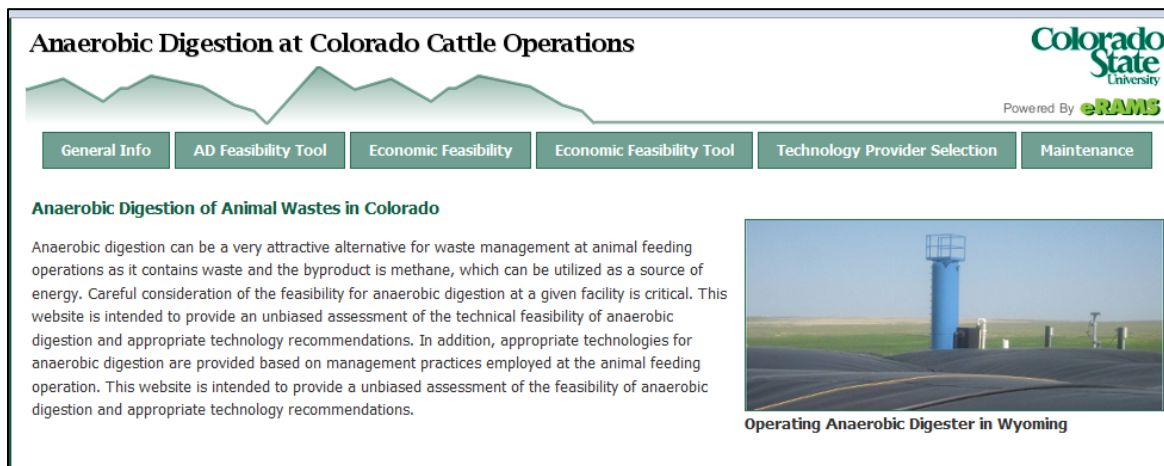 Anaerobic Digestion at Colorado Cattle Operations
Colorado
State
University
Powered By eRAMS
General Info
AD Feasibility Tool
Economic Feasibility
Economic Feasibility Tool
Technology Provider Selection
Maintenance
Anaerobic Digestion of Animal Wastes in Colorado
Anaerobic digestion can be a very attractive alternative for waste management at animal feeding
operations as it contains waste and the byproduct is methane, which can be utilized as a source of
energy. Careful consideration of the feasibility for anaerobic digestion at a given facility is critical. This
website is intended to provide an unbiased assessment of the technical feasibility of anaerobic
digestion and appropriate technology recommendations. In addition, appropriate technologies for
anaerobic digestion are provided based on management practices employed at the animal feeding
operation. This website is intended to provide a unbiased assessment of the feasibility of anaerobic
digestion and appropriate technology recommendations.
Operating Anaerobic Digester in Wyoming